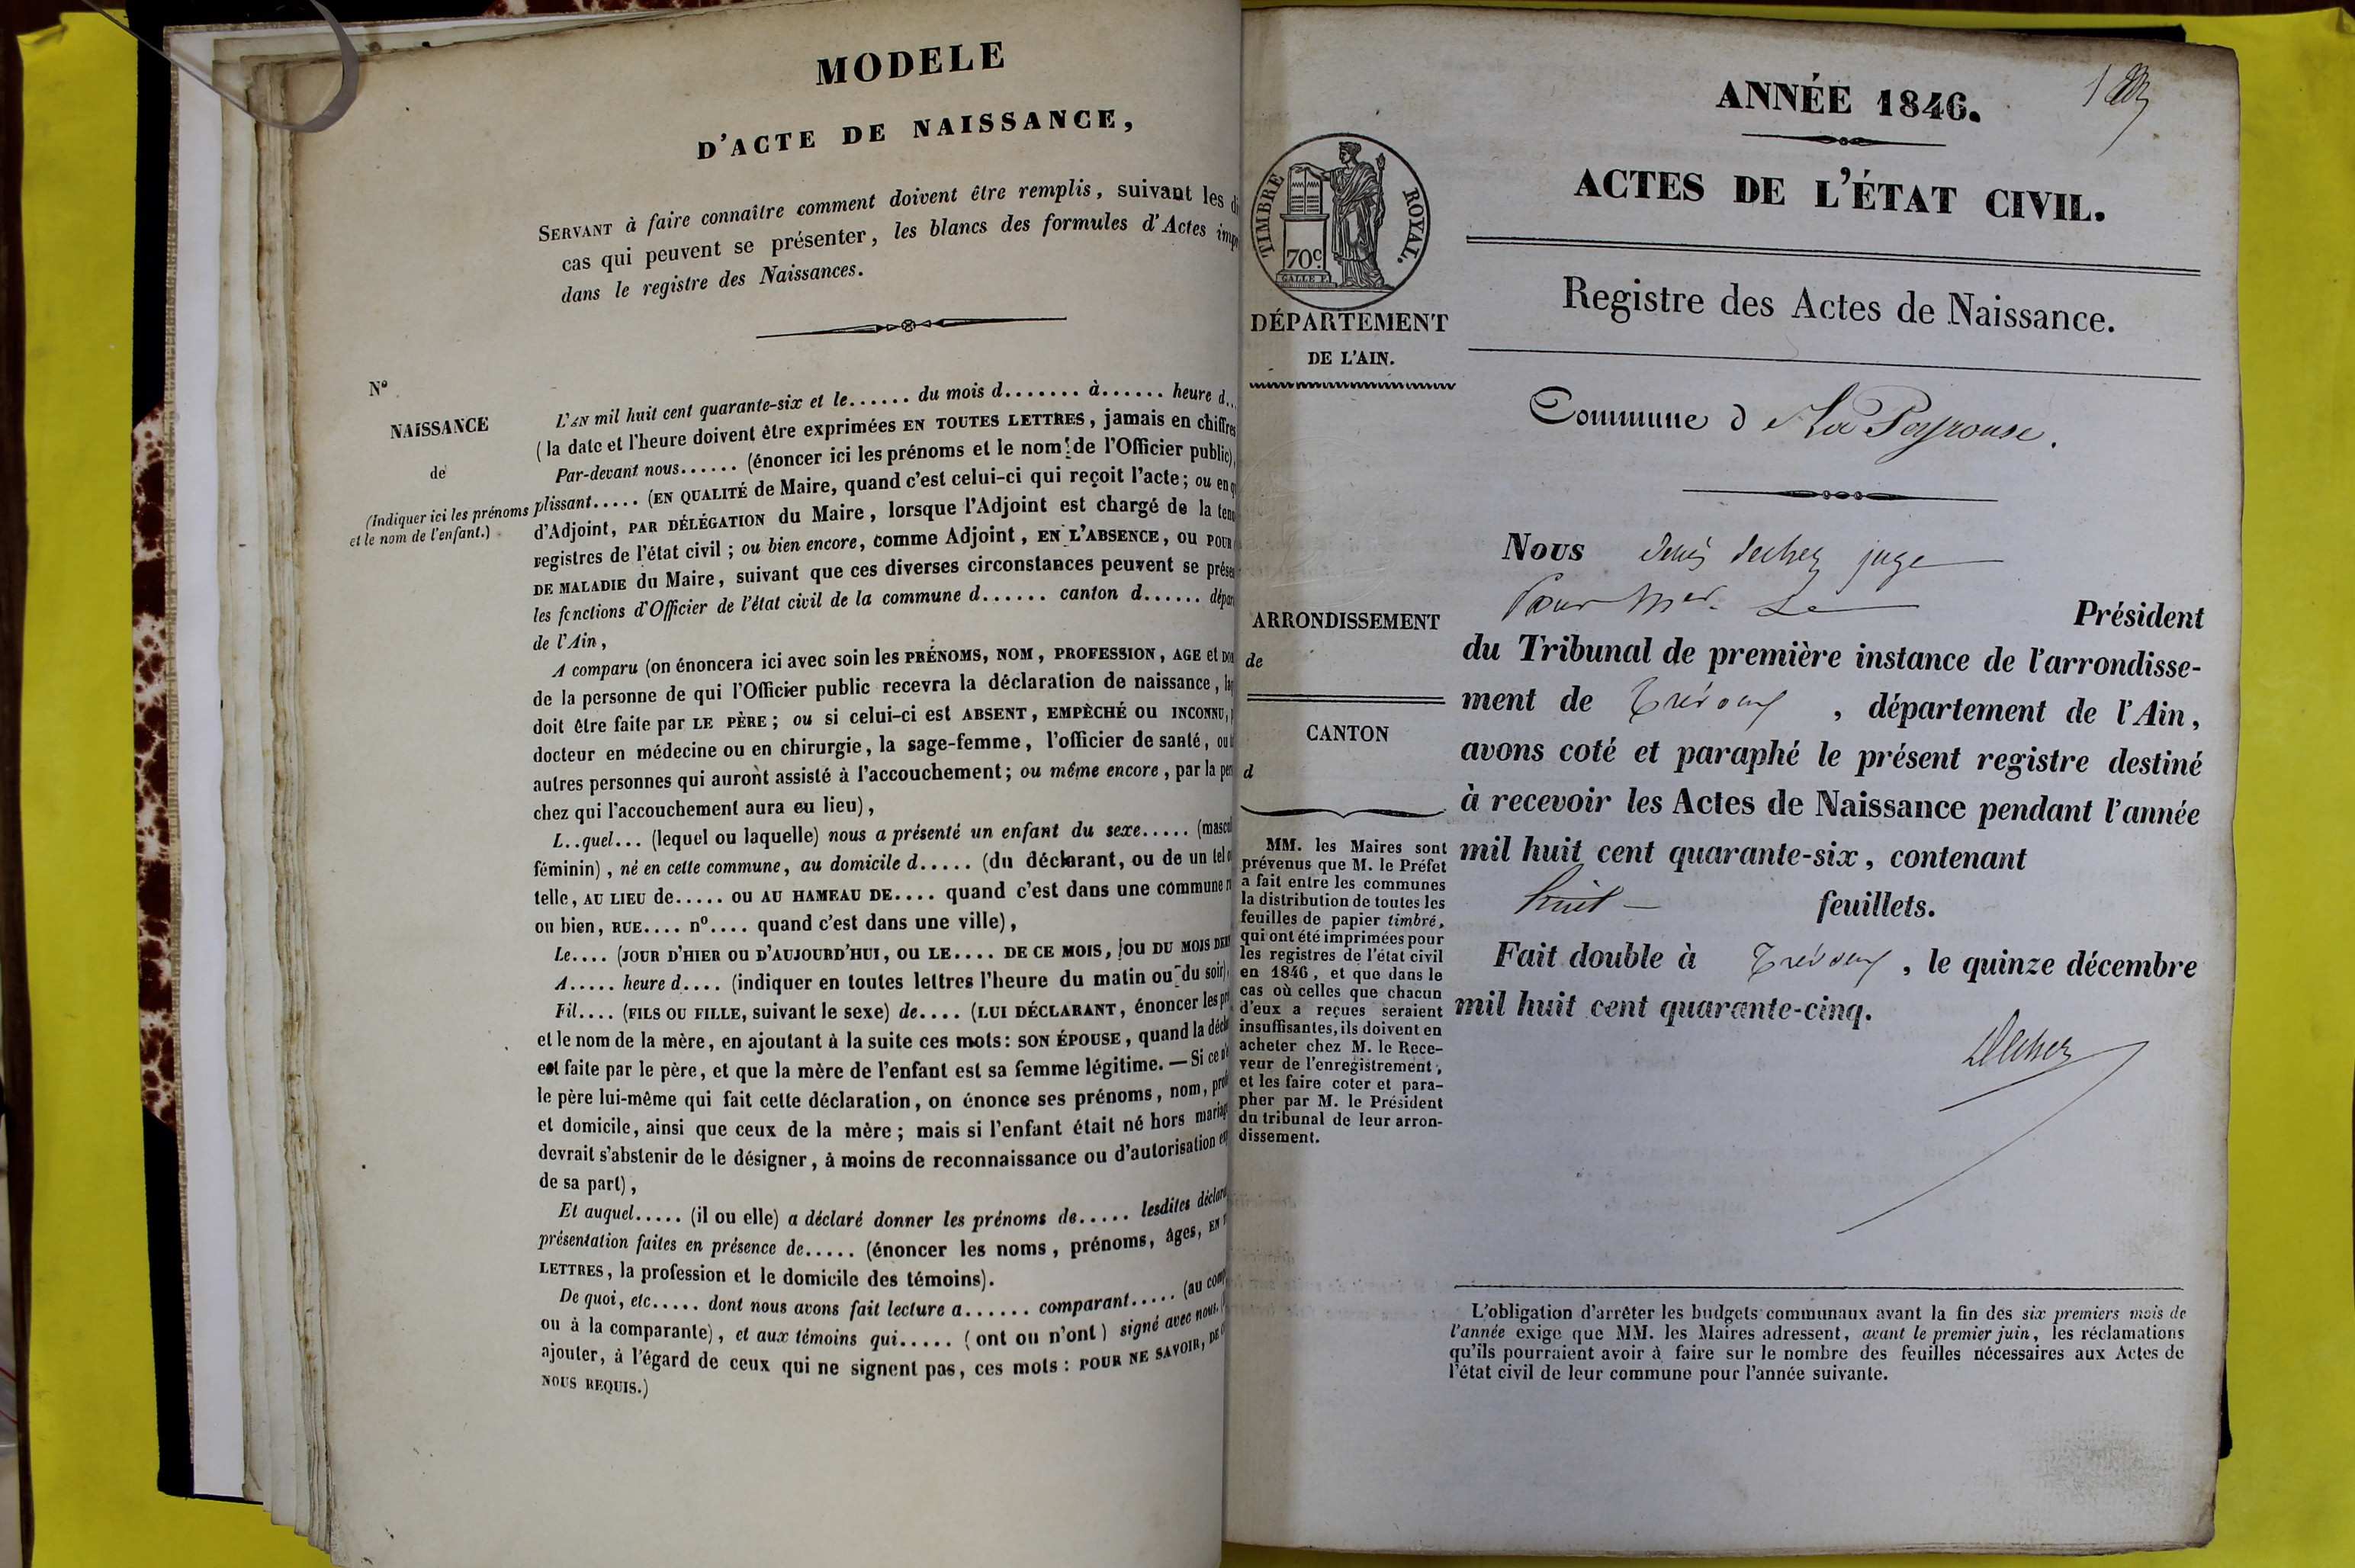 MODELE
D'ACTE DE NAISSANCE,
SERVANT à faire connaître comment doivent être remplis, suivant les
cas qui peuvent se présenter, les blancs des formules d'Actes imp
dans le registre des Naissances.
Nº
NAISSANCE
de
(Indiquer ici les prénoms
et le nom de l'enfant.)
L'AN mil huit cent quarante-six et le...... du mois d....... à...... heure d..
(la date et l'heure doivent être exprimées EN TOUTES LETTRES, jamais en chiffres
Par-devant nous...... (énoncer ici les prénoms et le nom de l'Officier public),
plissant..... (EN QUALITÉ de Maire, quand c'est celui-ci qui reçoit l'acte; ou en q
d'Adjoint, PAR DÉLÉGATION du Maire, lorsque l'Adjoint est chargé de la ten
registres de l'état civil; ou bien encore, comme Adjoint, EN L'ABSENCE, ou POUR
DE MALADIE du Maire, suivant que ces diverses circonstances peuvent se prése
les fonctions d'Officier de l'état civil de la commune d...... canton d...... dépar
de l'Ain,
A comparu (on énoncera ici avec soin les PRÉNOMS, NOM, PROFESSION, AGE et
de la personne de qui l'Officier public recevra la déclaration de naissance,
doit être faite par LE PÈRE; ou si celui-ci est ABSENT, EMPÊCHÉ ou INCONNU,
docteur en médecine ou en chirurgie, la sage-femme, l'officier de santé, ou
autres personnes qui auront assisté à l'accouchement; ou même encore, par la per
chez qui l'accouchement aura eu lieu),
L..quel... (lequel ou laquelle) nous a présenté un enfant du sexe..... (mascu
féminin), né en cette commune, au domicile d..... (du déclarant, ou de un tel
telle, AU LIEU de..... ou AU HAMEAU DE.... quand c'est dans une commune r
ou bien, RUE.... nº.... quand c'est dans une ville),
Le.... (JOUR D'HIER ou D'AUJOURD'HUI, ou LE.... DE CE MOIS, ou DU MOIS DER
A..... heure d.... (indiquer en toutes lettres l'heure du matin ou du soir),
Fil.... (FILS OU FILLE, suivant le sexe) de.... (LUI DÉCLARANT, énoncer les pr
et le nom de la mère, en ajoutant à la suite ces mots: SON ÉPOUSE, quand la décla
est faite par le père, et que la mère de l'enfant est sa femme légitime. — Si ce n'e
le père lui-même qui fait cette déclaration, on énonce ses prénoms, nom, prof
et domicile, ainsi que ceux de la mère; mais si l'enfant était né hors mariage
devrait s'abstenir de le désigner, à moins de reconnaissance ou d'autorisation
de sa part),
Et auquel..... (il ou elle) a déclaré donner les prénoms de..... lesdites déclara
présentation faites en présence de..... (énoncer les noms, prénoms, âges, EN T
LETTRES, la profession et le domicile des témoins).
De quoi, etc..... dont nous avons fait lecture a...... comparant..... (au comp
ou à la comparante), et aux témoins qui..... (ont ou n'ont) signé avec nous.
ajouter, à l'égard de ceux qui ne signent pas, ces mots: POUR NE SAVOIR, DE
NOUS REQUIS.)
ANNÉE 1846.
ACTES DE L'ÉTAT CIVIL.
TIMBRE ROYAL.
70c.
GALLE F.
Registre des Actes de Naissance.
DÉPARTEMENT
DE L'AIN.
Commune d La Peyrouse.
ARRONDISSEMENT
de
CANTON
d
MM. les Maires sont
prévenus que M. le Préfet
a fait entre les communes
la distribution de toutes les
feuilles de papier timbré,
qui ont été imprimées pour
les registres de l'état civil
en 1846, et que dans le
cas où celles que chacun
d'eux a reçues seraient
insuffisantes, ils doivent en
acheter chez M. le Rece-
veur de l'enregistrement,
et les faire coter et para-
pher par M. le Président
du tribunal de leur arron-
dissement.
Nous Denis Decher juge
Pour Mr. Le Président
du Tribunal de première instance de l'arrondisse-
ment de Trévoux, département de l'Ain,
avons coté et paraphé le présent registre destiné
à recevoir les Actes de Naissance pendant l'année
mil huit cent quarante-six, contenant
huit feuillets.
Fait double à Trévoux, le quinze décembre
mil huit cent quarante-cinq.
Decher
L'obligation d'arrêter les budgets communaux avant la fin des six premiers mois de
l'année exige que MM. les Maires adressent, avant le premier juin, les réclamations
qu'ils pourraient avoir à faire sur le nombre des feuilles nécessaires aux Actes de
l'état civil de leur commune pour l'année suivante.